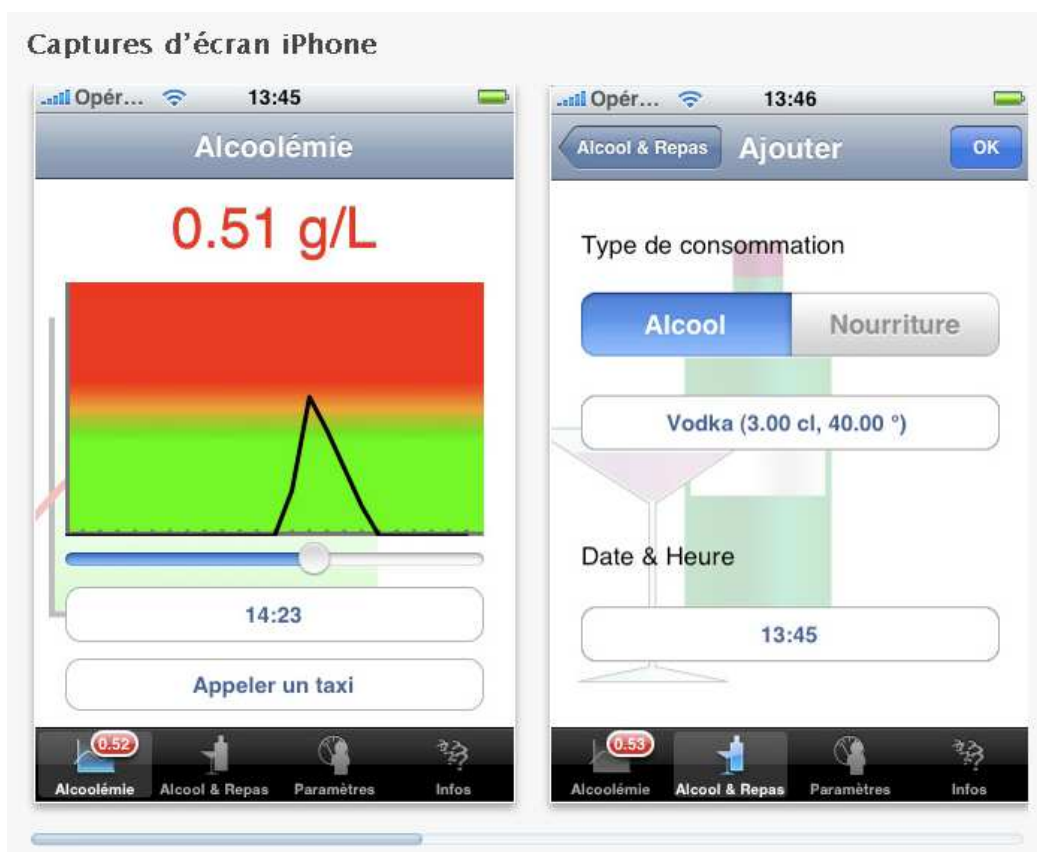 Captures d'écran iPhone
Opér... 13:45
Alcoolémie
0.51 g/L
14:23
Appeler un taxi
0.52
Alcoolémie Alcool & Repas Paramètres Infos
Opér... 13:46
Alcool & Repas Ajouter OK
Type de consommation
Alcool Nourriture
Vodka (3.00 cl, 40.00 °)
Date & Heure
13:45
0.53
Alcoolémie Alcool & Repas Paramètres Infos